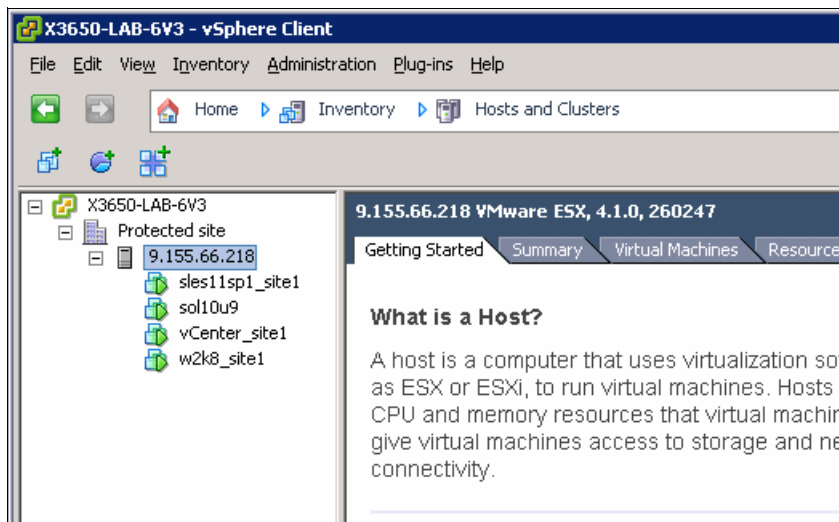 X3650-LAB-6V3 - vSphere Client
File Edit View Inventory Administration Plug-ins Help
Home Inventory Hosts and Clusters
X3650-LAB-6V3
Protected site
9.155.66.218
sles11sp1_site1
sol10u9
vCenter_site1
w2k8_site1
9.155.66.218 VMware ESX, 4.1.0, 260247
Getting Started Summary Virtual Machines Resource
What is a Host?
A host is a computer that uses virtualization so
as ESX or ESXi, to run virtual machines. Hosts
CPU and memory resources that virtual machin
give virtual machines access to storage and ne
connectivity.